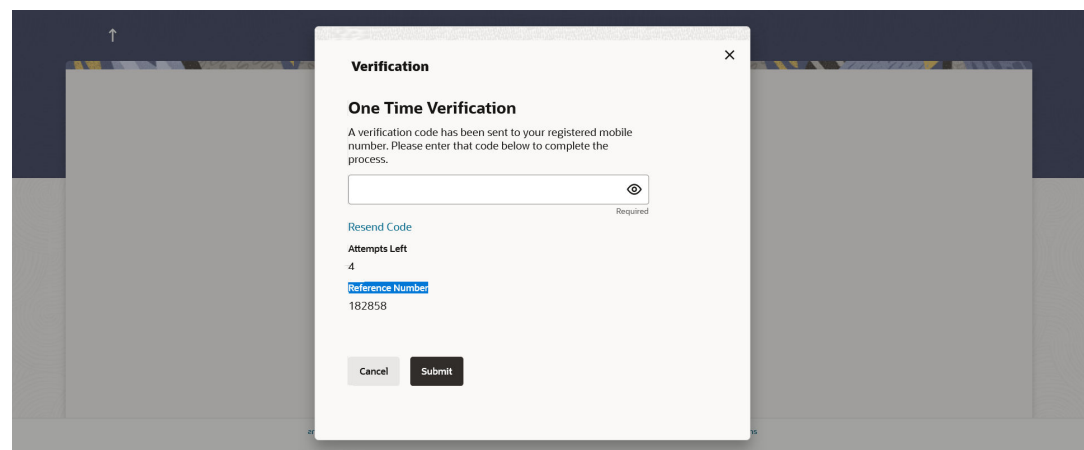 Verification
One Time Verification
A verification code has been sent to your registered mobile
number. Please enter that code below to complete the
process.
Required
Resend Code
Attempts Left
4
Reference Number
182858
Cancel
Submit